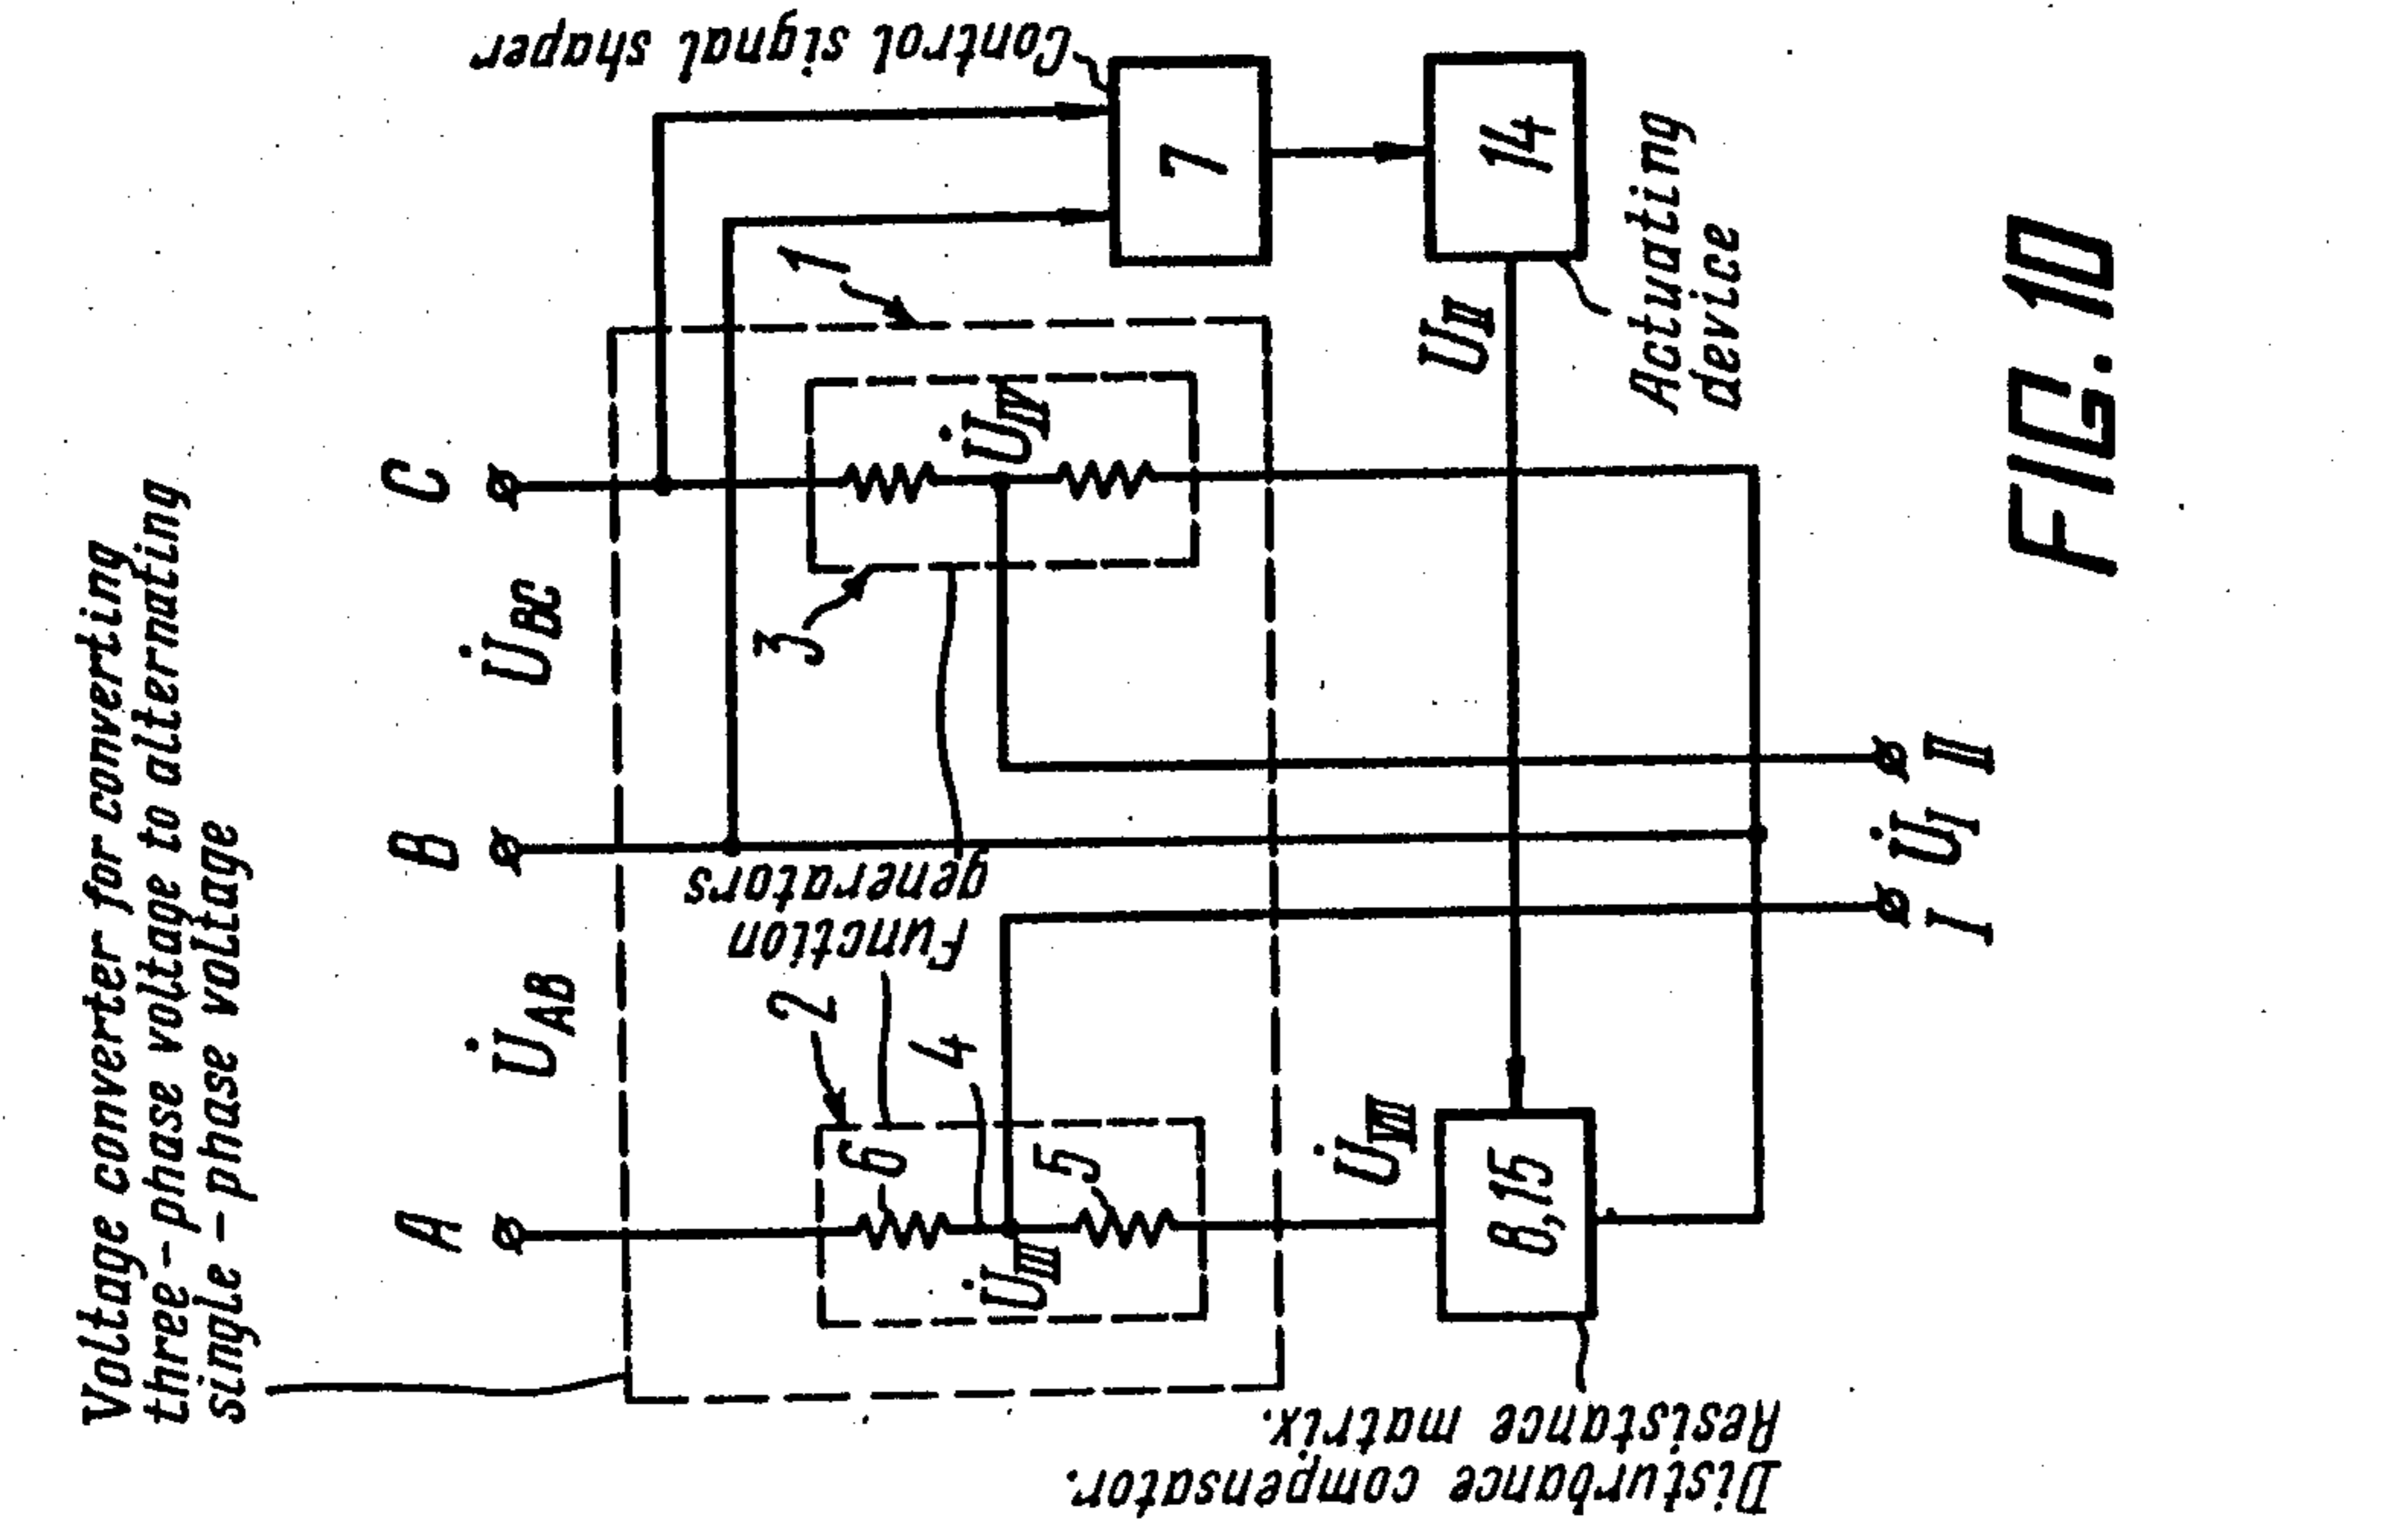 Voltage converter for converting
three-phase voltage to alternating
single-phase voltage
A
U̇AB
B
U̇BC
C
Control signal shaper
1
2
Function
generators
3
6
4
5
U̇III
U̇IV
7
U̇VII
8,15
UII
14
Actuating
device
Disturbance compensator.
Resistance matrix.
I
U̇I
II
FIG. 10